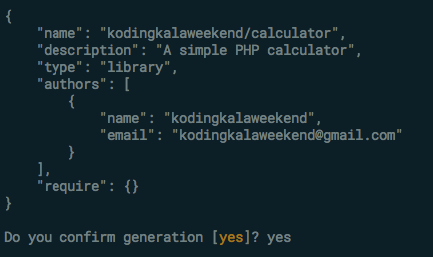 {
    "name": "kodingkalaweekend/calculator",
    "description": "A simple PHP calculator",
    "type": "library",
    "authors": [
        {
            "name": "kodingkalaweekend",
            "email": "kodingkalaweekend@gmail.com"
        }
    ],
    "require": {}
}
Do you confirm generation [yes]? yes